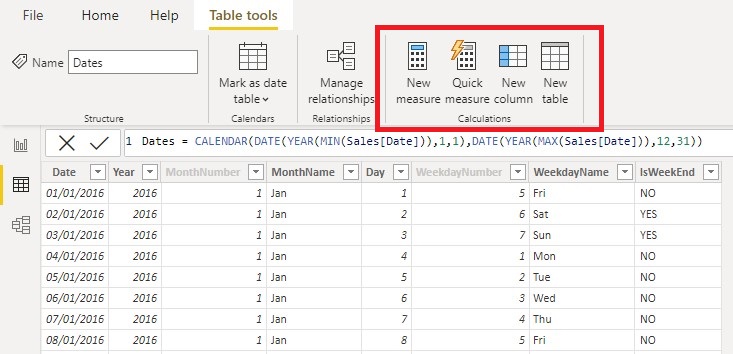 File Home Help Table tools
Name Dates
Mark as date
table
Manage
relationships
New
measure
Quick
measure
New
column
New
table
Structure Calendars Relationships Calculations
1 Dates = CALENDAR(DATE(YEAR(MIN(Sales[Date])),1,1),DATE(YEAR(MAX(Sales[Date])),12,31))
Date Year MonthNumber MonthName Day WeekdayNumber WeekdayName IsWeekEnd
01/01/2016 2016 1 Jan 1 5 Fri NO
02/01/2016 2016 1 Jan 2 6 Sat YES
03/01/2016 2016 1 Jan 3 7 Sun YES
04/01/2016 2016 1 Jan 4 1 Mon NO
05/01/2016 2016 1 Jan 5 2 Tue NO
06/01/2016 2016 1 Jan 6 3 Wed NO
07/01/2016 2016 1 Jan 7 4 Thu NO
08/01/2016 2016 1 Jan 8 5 Fri NO